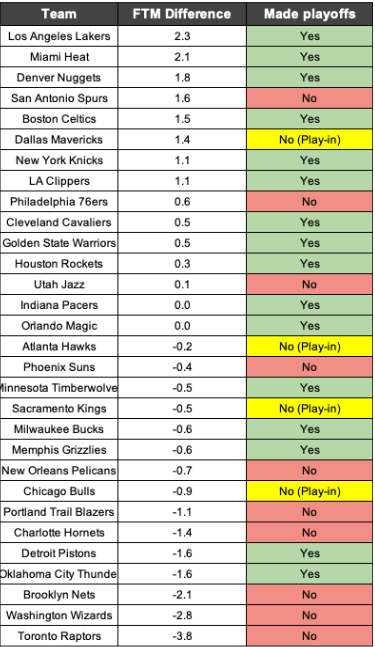 Team FTM Difference Made playoffs
Los Angeles Lakers 2.3 Yes
Miami Heat 2.1 Yes
Denver Nuggets 1.8 Yes
San Antonio Spurs 1.6 No
Boston Celtics 1.5 Yes
Dallas Mavericks 1.4 No (Play-in)
New York Knicks 1.1 Yes
LA Clippers 1.1 Yes
Philadelphia 76ers 0.6 No
Cleveland Cavaliers 0.5 Yes
Golden State Warriors 0.5 Yes
Houston Rockets 0.3 Yes
Utah Jazz 0.1 No
Indiana Pacers 0.0 Yes
Orlando Magic 0.0 Yes
Atlanta Hawks -0.2 No (Play-in)
Phoenix Suns -0.4 No
Minnesota Timberwolve -0.5 Yes
Sacramento Kings -0.5 No (Play-in)
Milwaukee Bucks -0.6 Yes
Memphis Grizzlies -0.6 Yes
New Orleans Pelicans -0.7 No
Chicago Bulls -0.9 No (Play-in)
Portland Trail Blazers -1.1 No
Charlotte Hornets -1.4 No
Detroit Pistons -1.6 Yes
Oklahoma City Thunde -1.6 Yes
Brooklyn Nets -2.1 No
Washington Wizards -2.8 No
Toronto Raptors -3.8 No